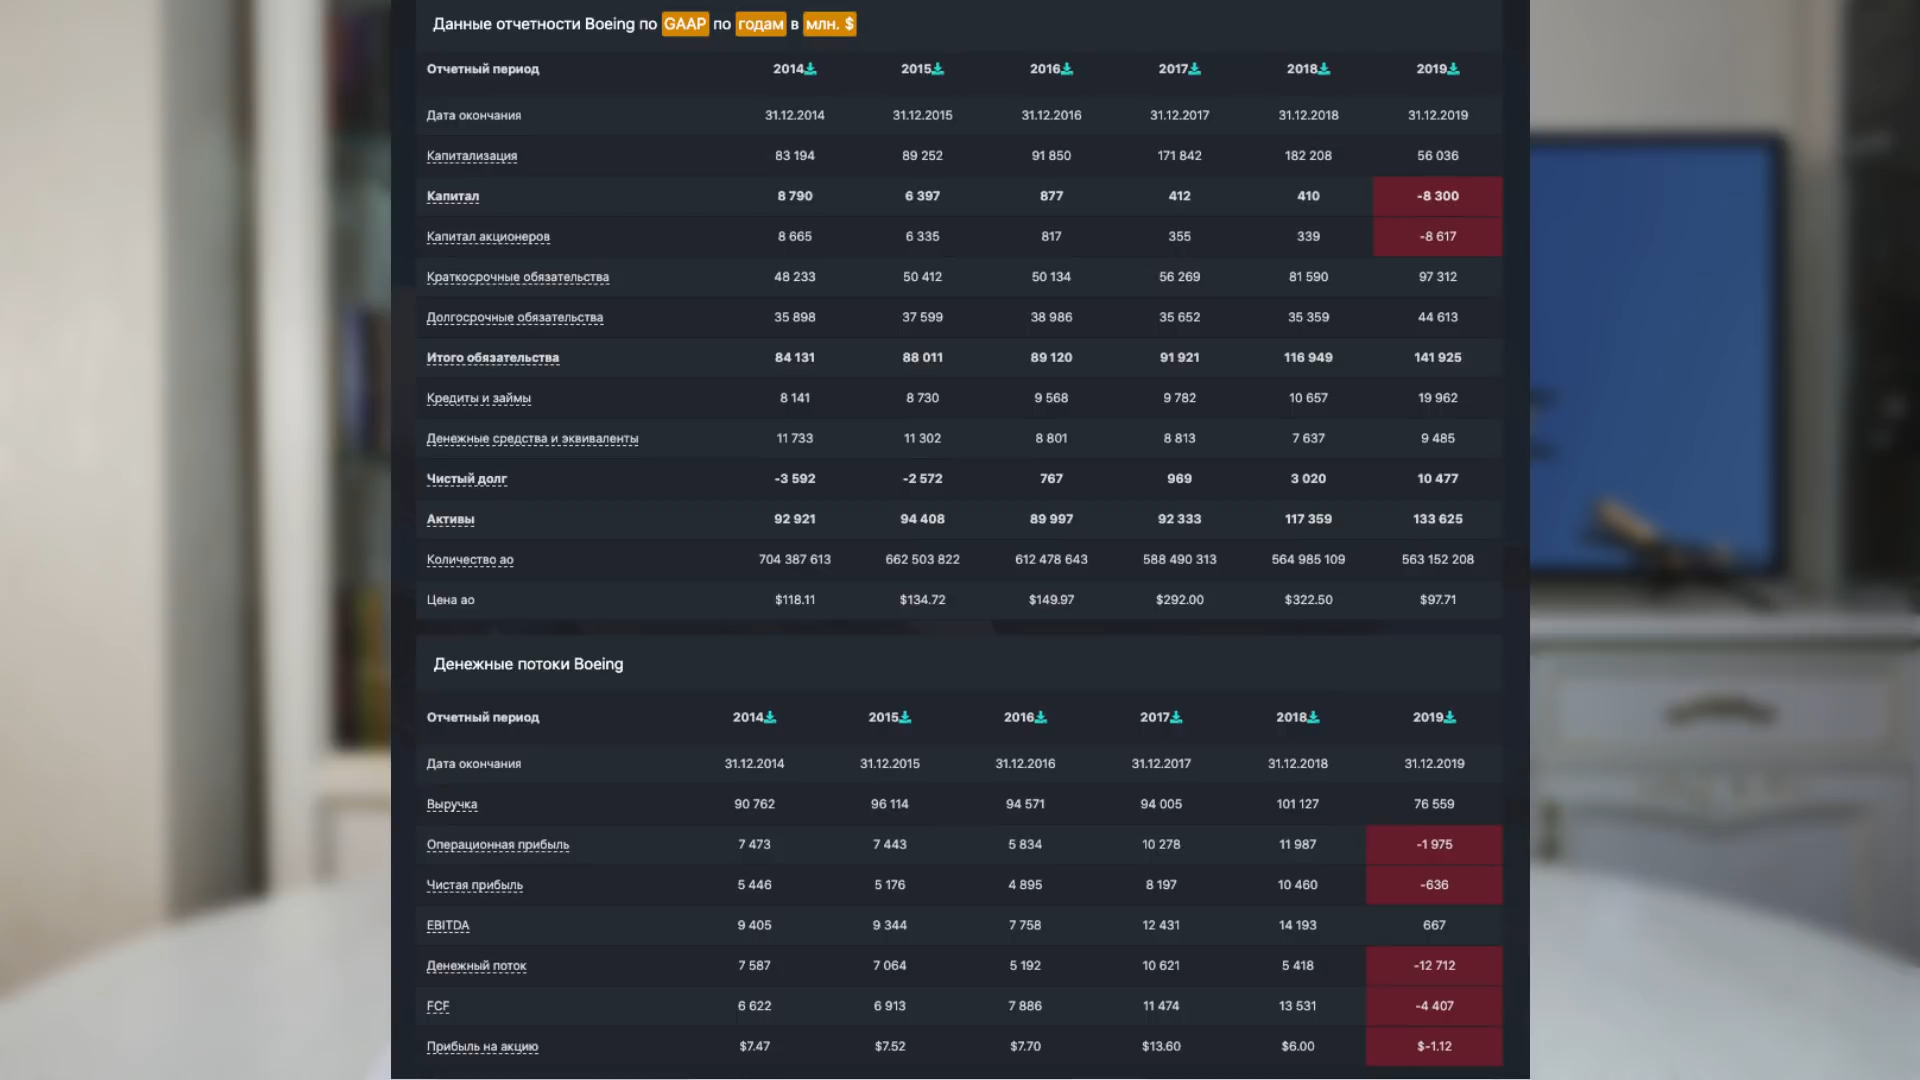 Данные отчетности Boeing по GAAP по годам в млн. $
Отчетный период 2014 2015 2016 2017 2018 2019
Дата окончания 31.12.2014 31.12.2015 31.12.2016 31.12.2017 31.12.2018 31.12.2019
Капитализация 83 194 89 252 91 850 171 842 182 208 56 036
Капитал 8 790 6 397 877 412 410 -8 300
Капитал акционеров 8 665 6 335 817 355 339 -8 617
Краткосрочные обязательства 48 233 50 412 50 134 56 269 81 590 97 312
Долгосрочные обязательства 35 898 37 599 38 986 35 652 35 359 44 613
Итого обязательства 84 131 88 011 89 120 91 921 116 949 141 925
Кредиты и займы 8 141 8 730 9 568 9 782 10 657 19 962
Денежные средства и эквиваленты 11 733 11 302 8 801 8 813 7 637 9 485
Чистый долг -3 592 -2 572 767 969 3 020 10 477
Активы 92 921 94 408 89 997 92 333 117 359 133 625
Количество ао 704 387 613 662 503 822 612 478 643 588 490 313 564 985 109 563 152 208
Цена ао $118.11 $134.72 $149.97 $292.00 $322.50 $97.71
Денежные потоки Boeing
Отчетный период 2014 2015 2016 2017 2018 2019
Дата окончания 31.12.2014 31.12.2015 31.12.2016 31.12.2017 31.12.2018 31.12.2019
Выручка 90 762 96 114 94 571 94 005 101 127 76 559
Операционная прибыль 7 473 7 443 5 834 10 278 11 987 -1 975
Чистая прибыль 5 446 5 176 4 895 8 197 10 460 -636
EBITDA 9 405 9 344 7 758 12 431 14 193 667
Денежный поток 7 587 7 064 5 192 10 621 5 418 -12 712
FCF 6 622 6 913 7 886 11 474 13 531 -4 407
Прибыль на акцию $7.47 $7.52 $7.70 $13.60 $6.00 $-1.12